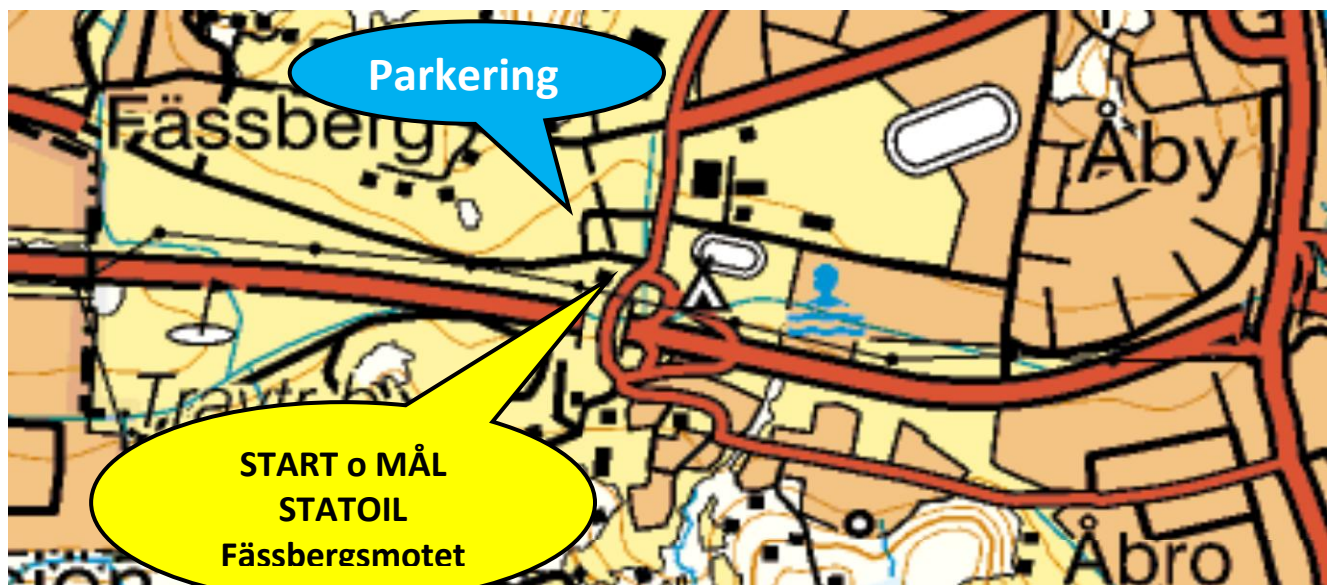 Parkering
Fässberg
Åby
START o MÅL
STATOIL
Fässbergsmotet
Åbro